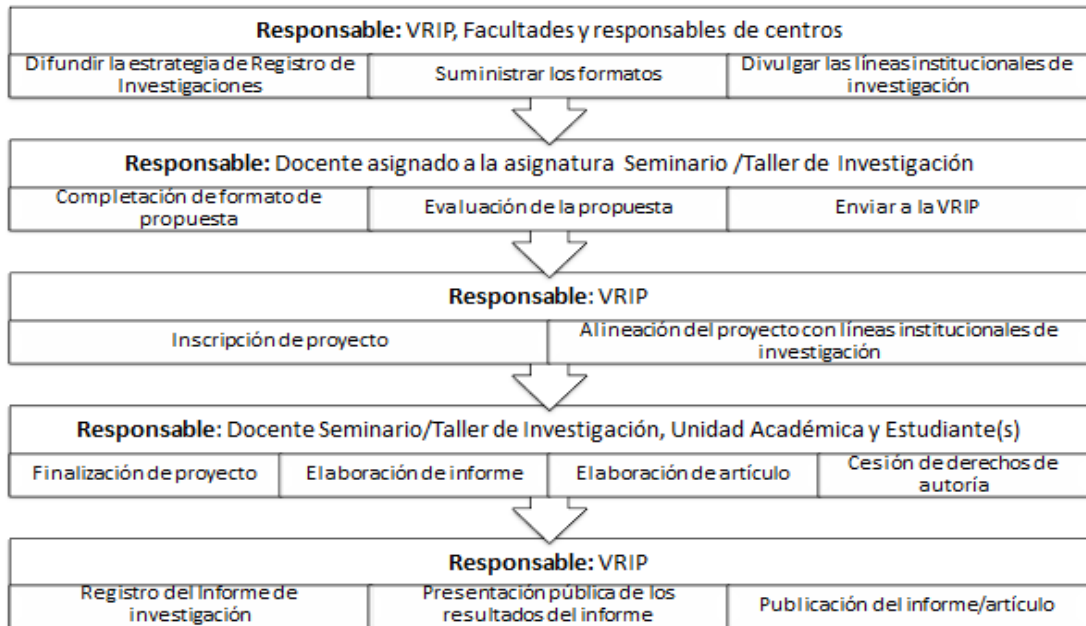 Responsable: VRIP, Facultades y responsables de centros
Difundir la estrategia de Registro de
Investigaciones
Suministrar los formatos
Divulgar las líneas institucionales de
investigación
Responsable: Docente asignado a la asignatura Seminario /Taller de Investigación
Completación de formato de
propuesta
Evaluación de la propuesta
Enviar a la VRIP
Responsable: VRIP
Inscripción de proyecto
Alineación del proyecto con líneas institucionales de
investigación
Responsable: Docente Seminario/Taller de Investigación, Unidad Académica y Estudiante(s)
Finalización de proyecto
Elaboración de informe
Elaboración de artículo
Cesión de derechos de
autoría
Responsable: VRIP
Registro del Informe de
investigación
Presentación pública de los
resultados del informe
Publicación del informe/artículo